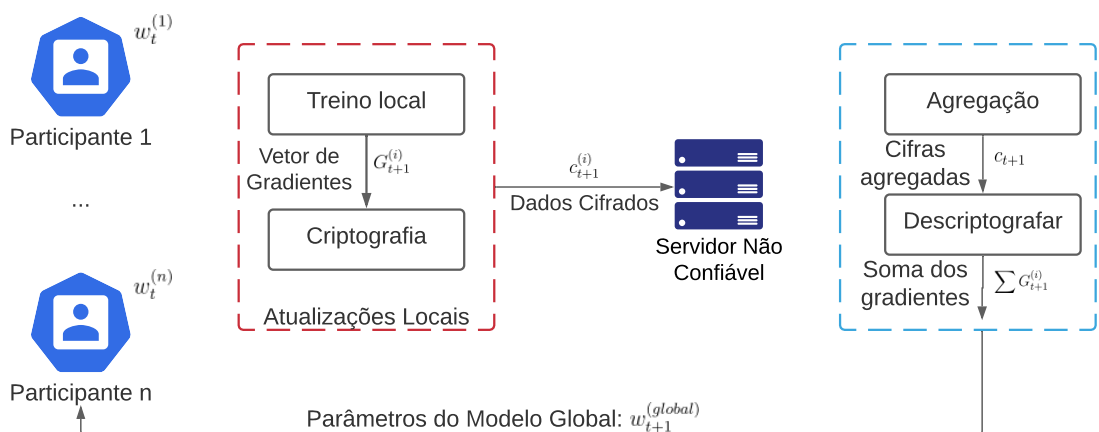 $w_t^{(1)}$
Participante 1
...
$w_t^{(n)}$
Participante n
Treino local
Vetor de
Gradientes
$G_{t+1}^{(i)}$
Criptografia
Atualizações Locais
$c_{t+1}^{(i)}$
Dados Cifrados
Servidor Não
Confiável
Agregação
Cifras
agregadas
$c_{t+1}$
Descriptografar
Soma dos
gradientes
$\sum G_{t+1}^{(i)}$
Parâmetros do Modelo Global: $w_{t+1}^{(global)}$